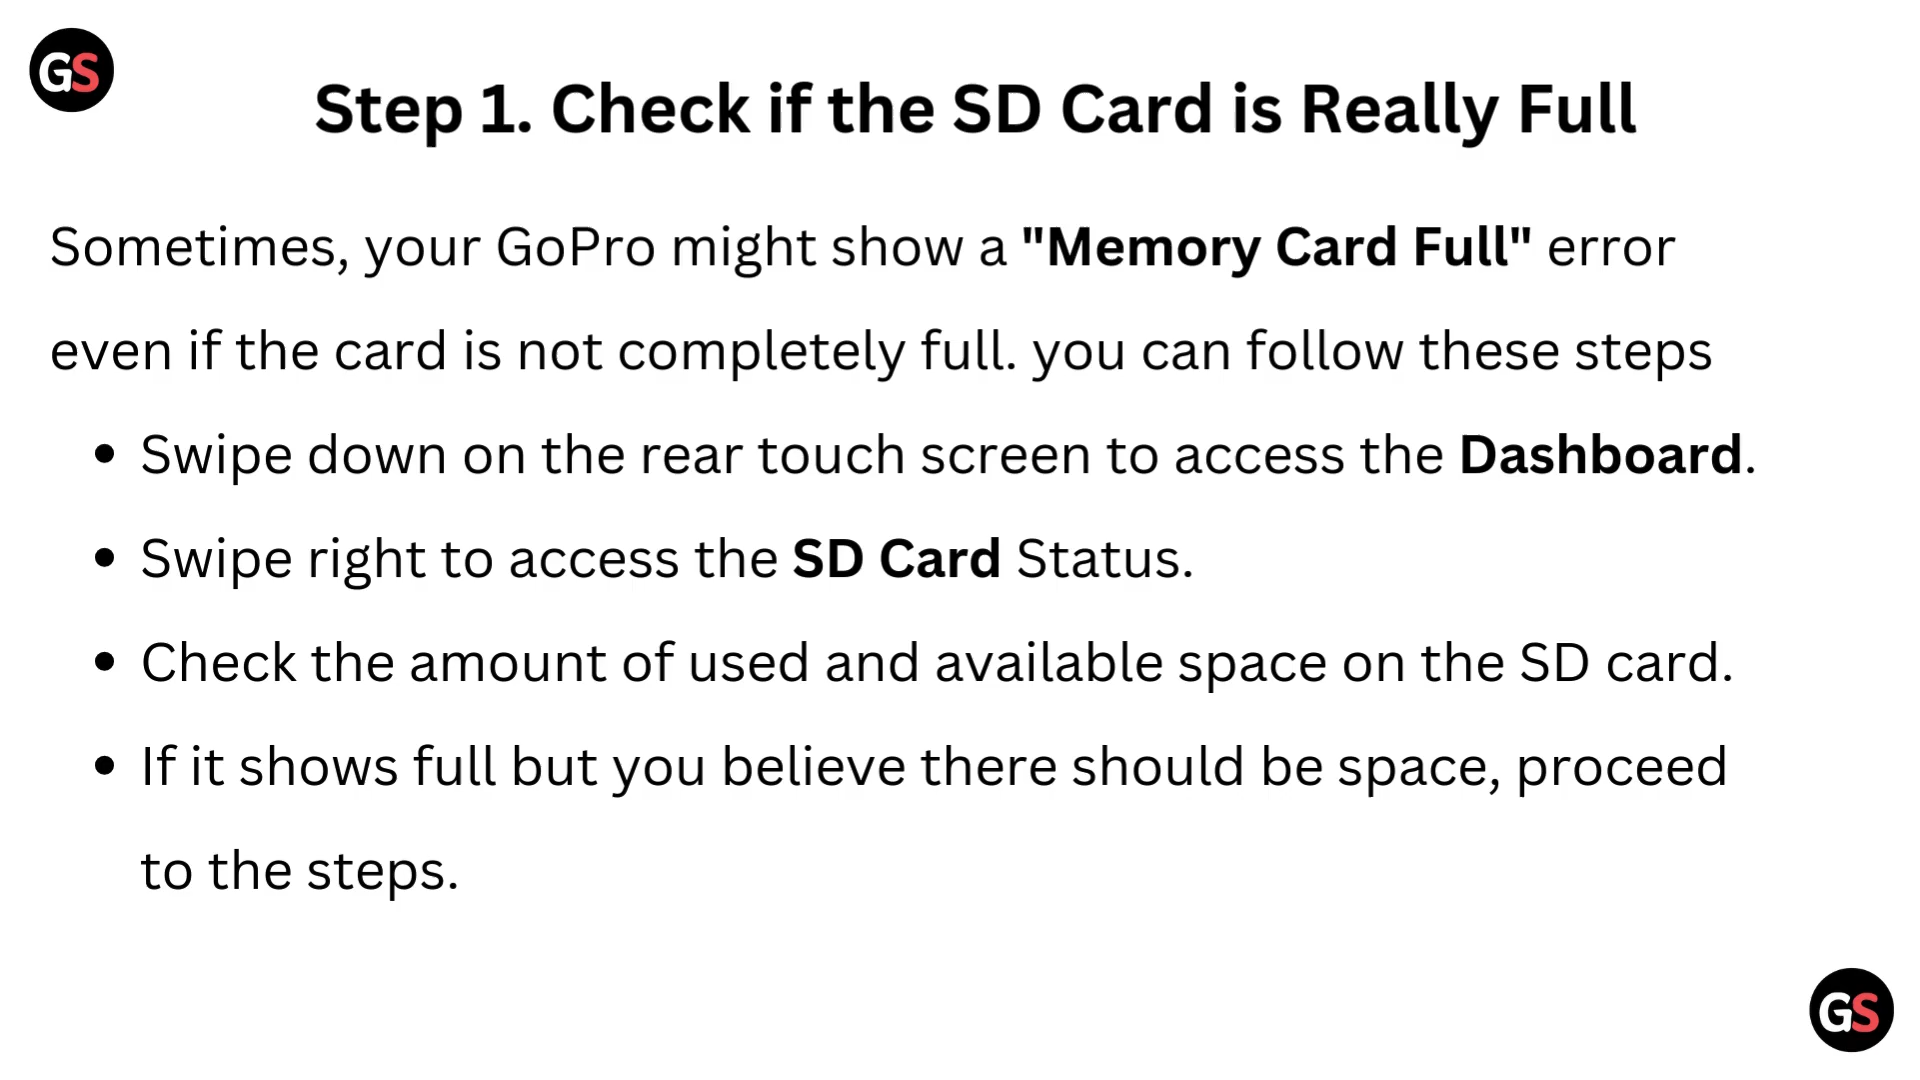 GS
Step 1. Check if the SD Card is Really Full
Sometimes, your GoPro might show a "Memory Card Full" error
even if the card is not completely full. you can follow these steps
• Swipe down on the rear touch screen to access the Dashboard.
• Swipe right to access the SD Card Status.
• Check the amount of used and available space on the SD card.
• If it shows full but you believe there should be space, proceed
to the steps.
GS